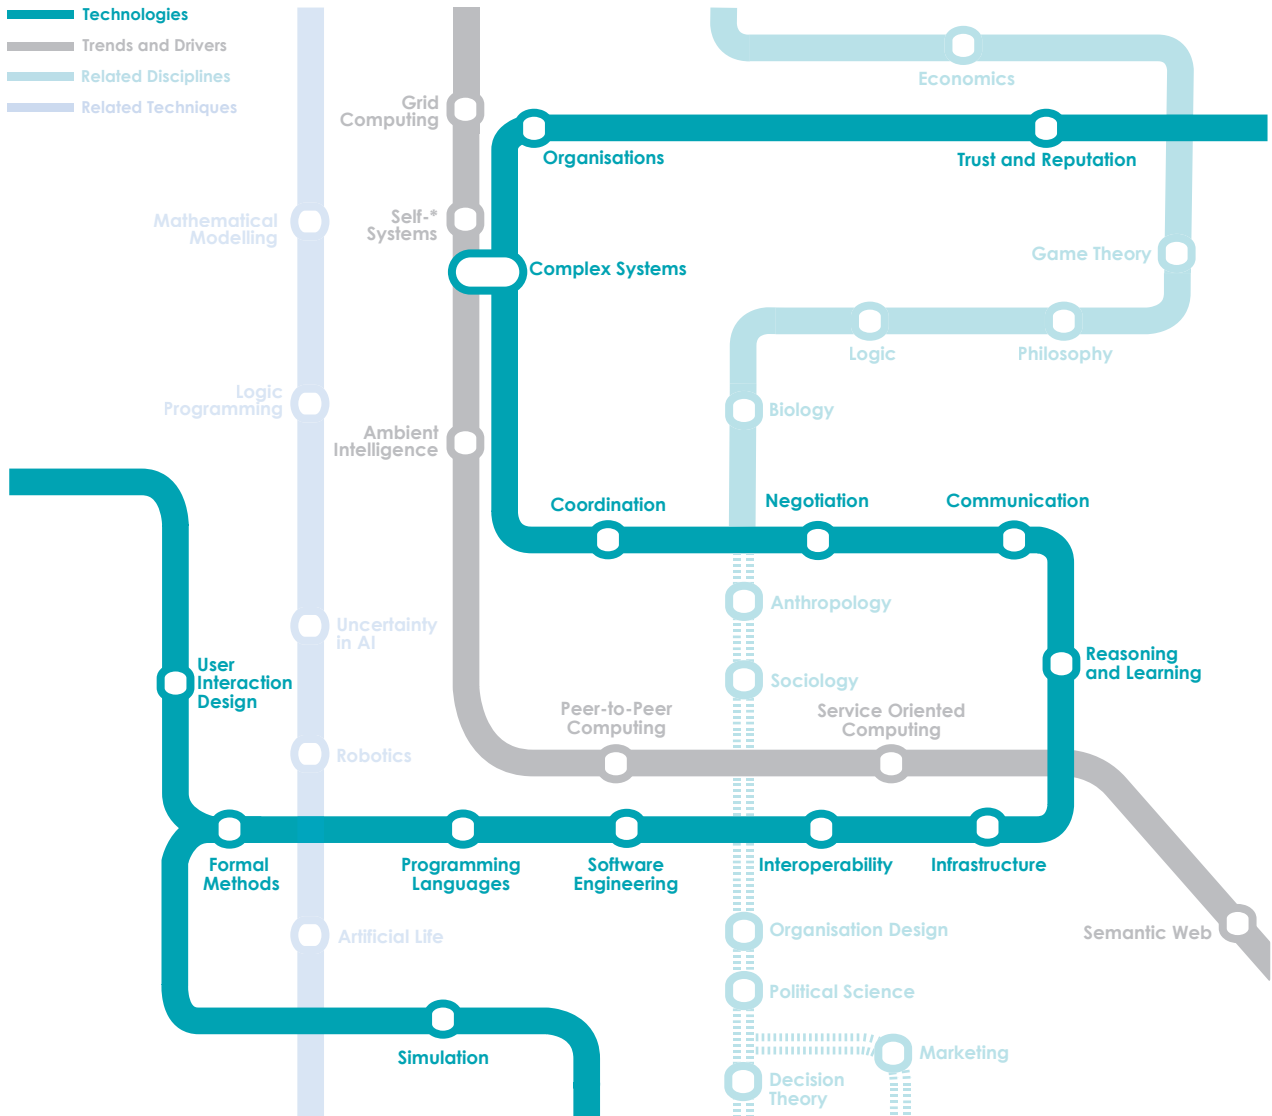 Technologies
Trends and Drivers
Related Disciplines
Related Techniques
Economics
Grid
Computing
Organisations
Trust and Reputation
Mathematical
Modelling
Self-*
Systems
Game Theory
Complex Systems
Logic
Philosophy
Logic
Programming
Biology
Ambient
Intelligence
Coordination
Negotiation
Communication
Anthropology
Uncertainty
in AI
User
Interaction
Design
Reasoning
and Learning
Sociology
Peer-to-Peer
Computing
Service Oriented
Computing
Robotics
Formal
Methods
Programming
Languages
Software
Engineering
Interoperability
Infrastructure
Artificial Life
Organisation Design
Semantic Web
Political Science
Simulation
Marketing
Decision
Theory